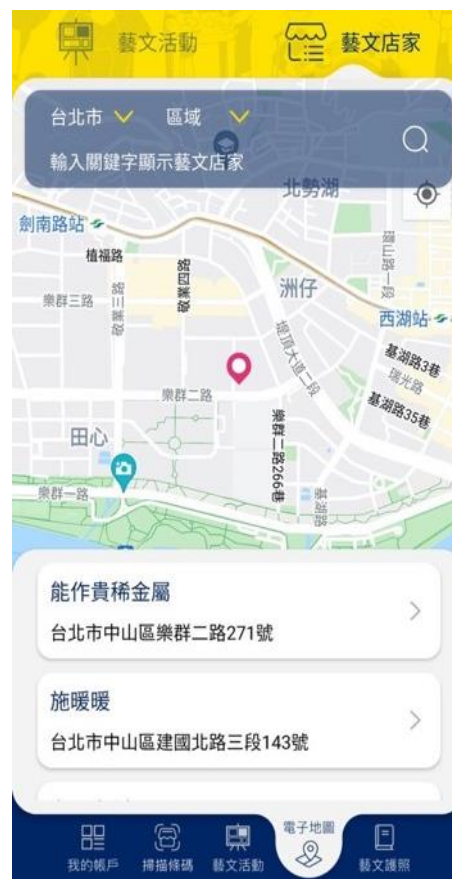 藝文活動
藝文店家
台北市 區域
輸入關鍵字顯示藝文店家
北勢湖
劍南路站
植福路
敬業四路
環山路一段
洲仔
樂群三路
敬業三路
西湖站
堤頂大道二段
基湖路3巷
瑞光路
樂群二路
基湖路35巷
田心
樂群二路266巷
樂群一路
基湖路
能作貴稀金屬
台北市中山區樂群二路271號
施暖暖
台北市中山區建國北路三段143號
我的帳戶
掃描條碼
藝文活動
電子地圖
藝文護照